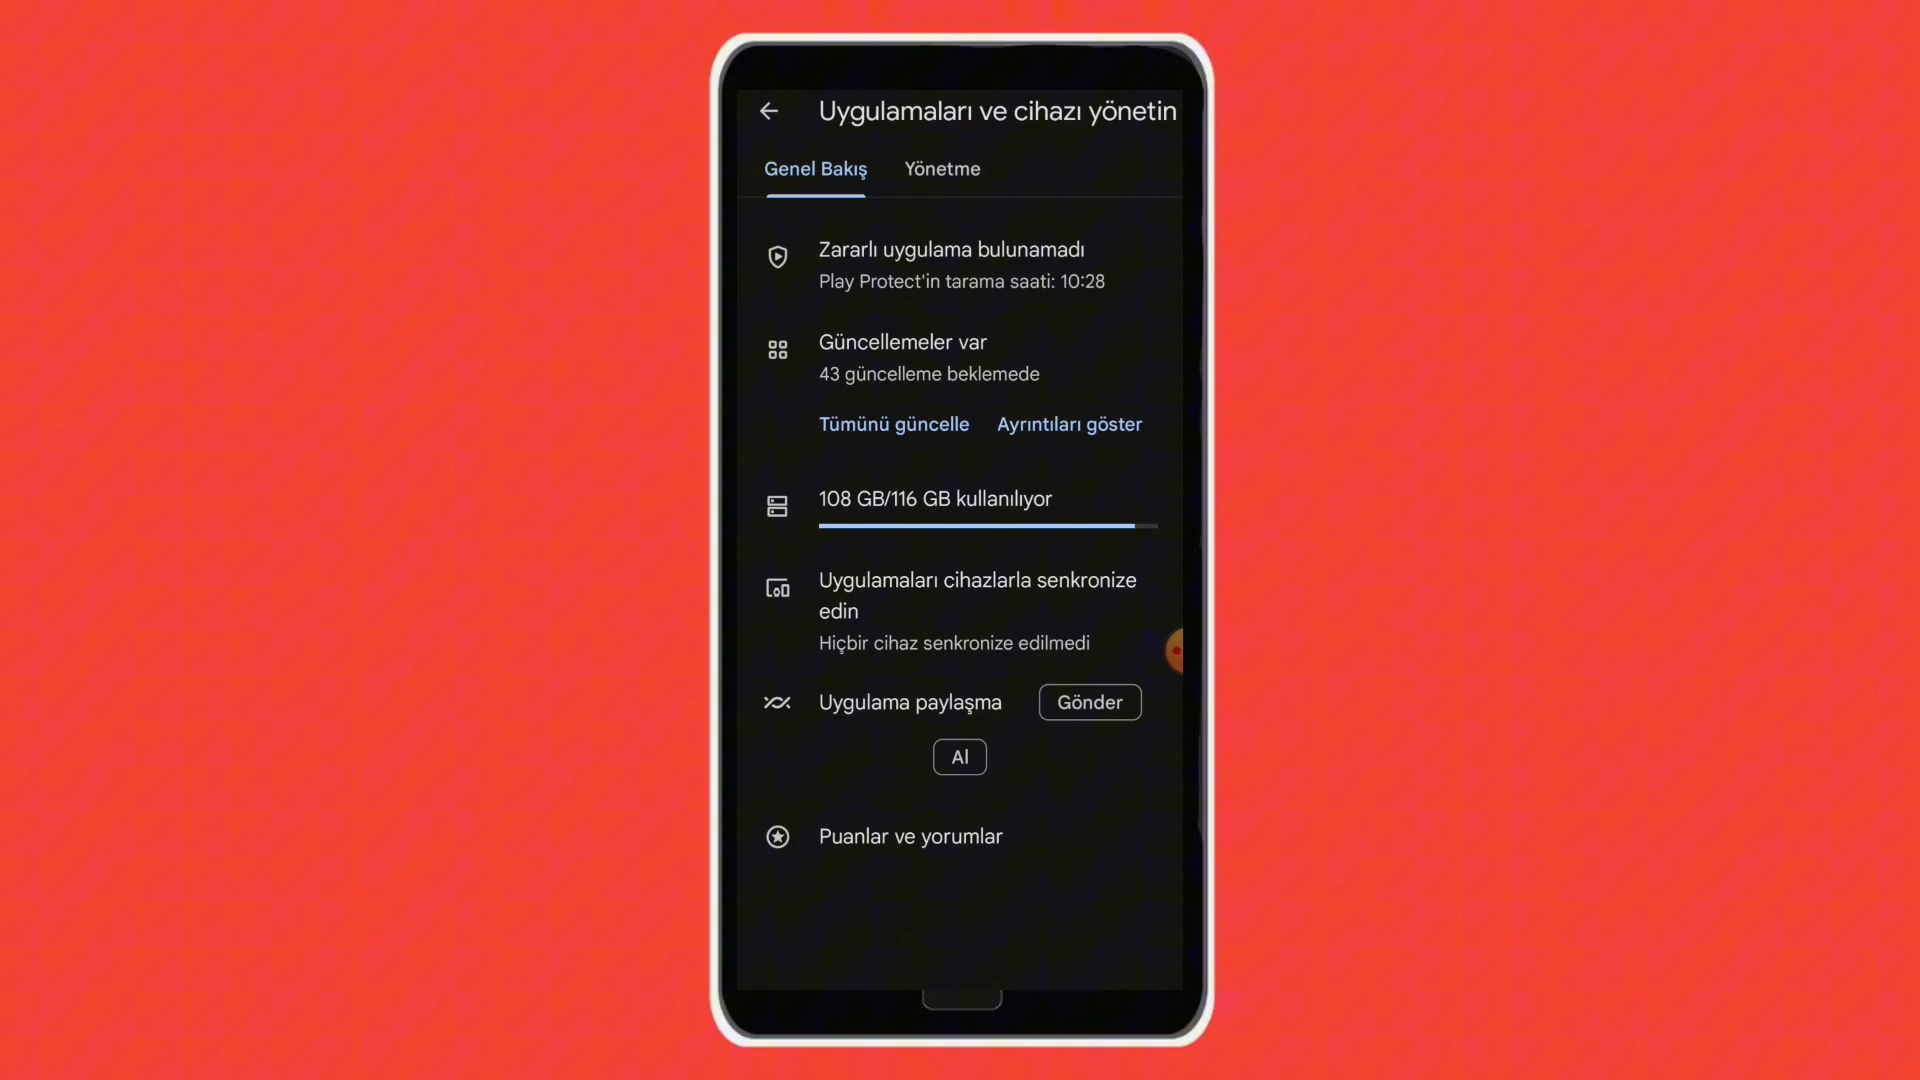 Uygulamaları ve cihazı yönetin
Genel Bakış Yönetme
Zararlı uygulama bulunamadı
Play Protect'in tarama saati: 10:28
Güncellemeler var
43 güncelleme beklemede
Tümünü güncelle Ayrıntıları göster
108 GB/116 GB kullanılıyor
Uygulamaları cihazlarla senkronize
edin
Hiçbir cihaz senkronize edilmedi
Uygulama paylaşma Gönder
Al
Puanlar ve yorumlar